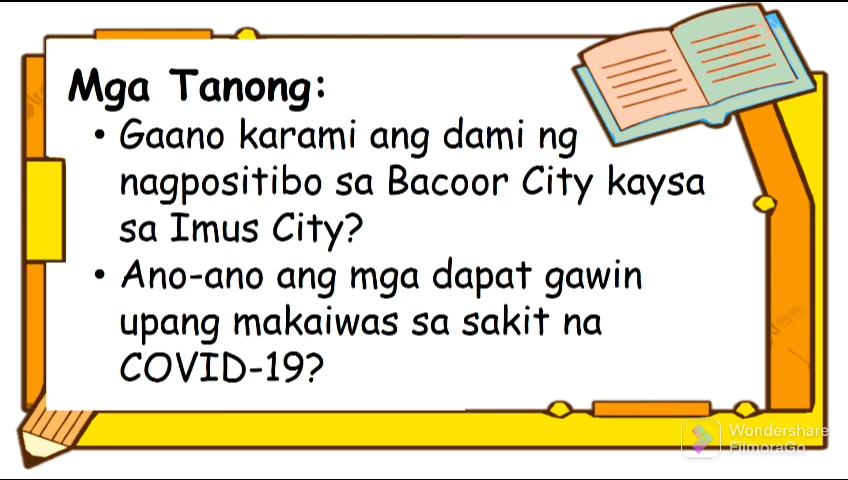 Mga Tanong:
• Gaano karami ang dami ng
nagpositibo sa Bacoor City kaysa
sa Imus City?
• Ano-ano ang mga dapat gawin
upang makaiwas sa sakit na
COVID-19?
Wondershare
FilmoraGo